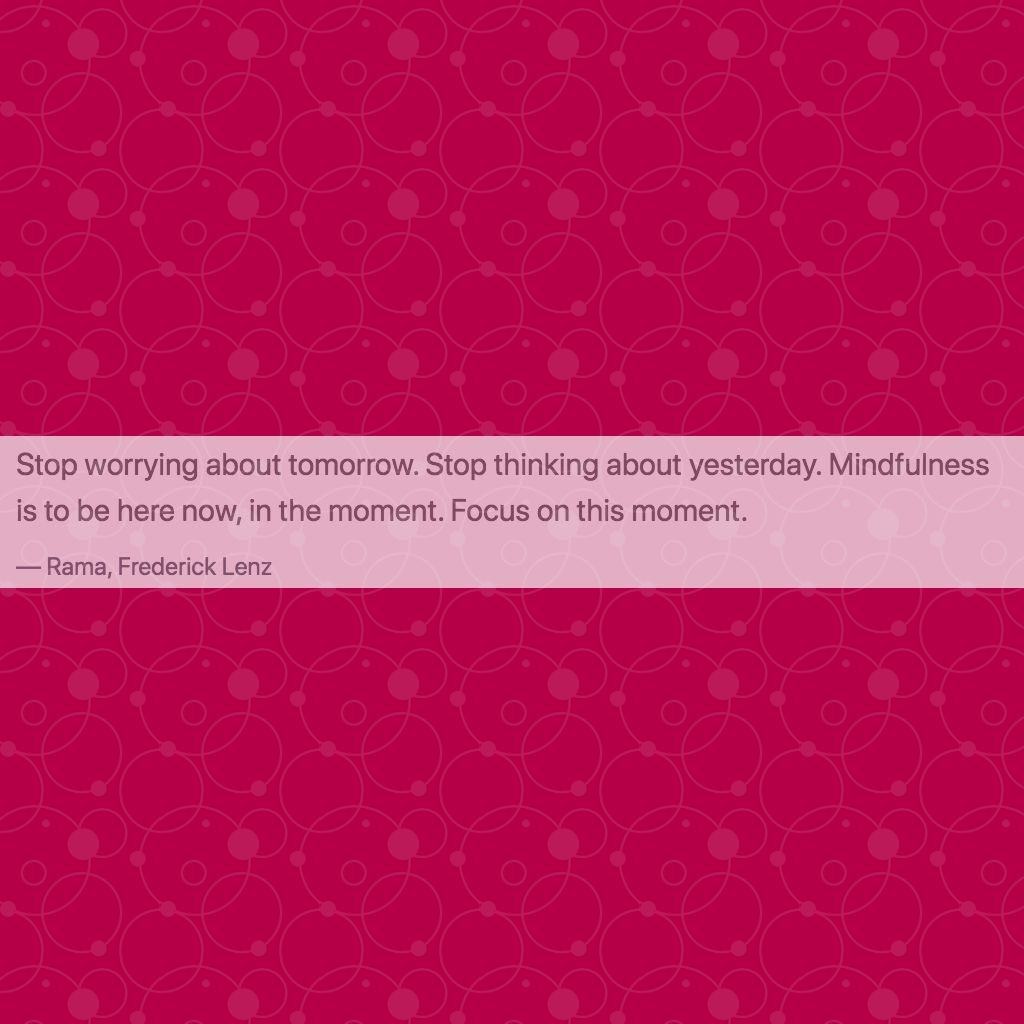 Stop worrying about tomorrow. Stop thinking about yesterday. Mindfulness
is to be here now, in the moment. Focus on this moment.
— Rama, Frederick Lenz